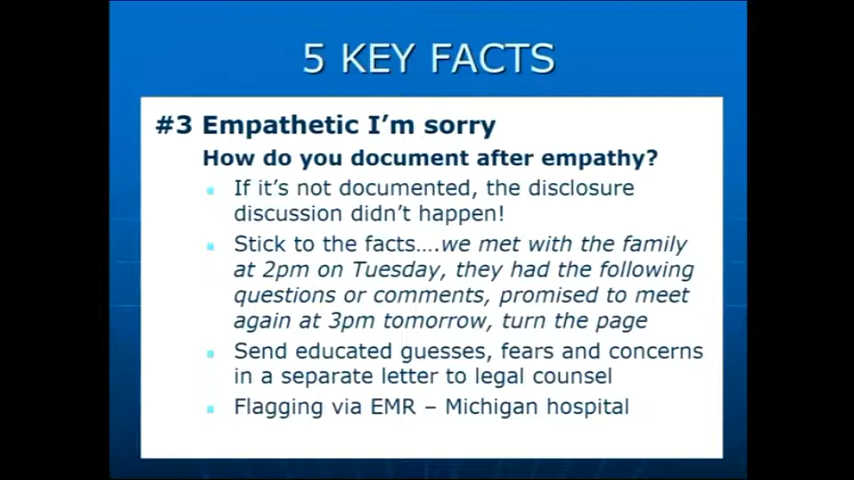 5 KEY FACTS
#3 Empathetic I'm sorry
How do you document after empathy?
If it's not documented, the disclosure
discussion didn't happen!
Stick to the facts....we met with the family
at 2pm on Tuesday, they had the following
questions or comments, promised to meet
again at 3pm tomorrow, turn the page
Send educated guesses, fears and concerns
in a separate letter to legal counsel
Flagging via EMR – Michigan hospital